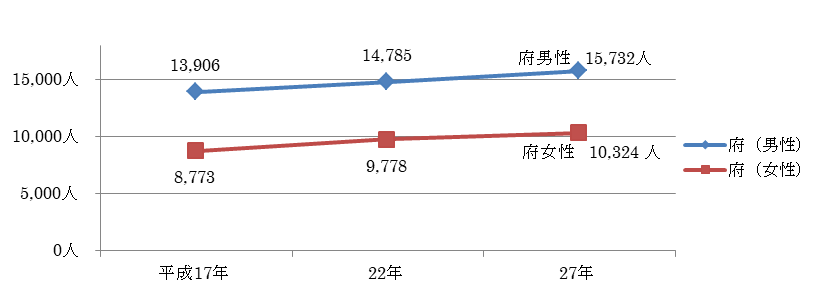 14,785
府男性 15,732人
13,906
15,000人
10,000人
府女性 10,324 人
9,778
8,773
5,000人
0人
平成17年 22年 27年
府（男性）
府（女性）